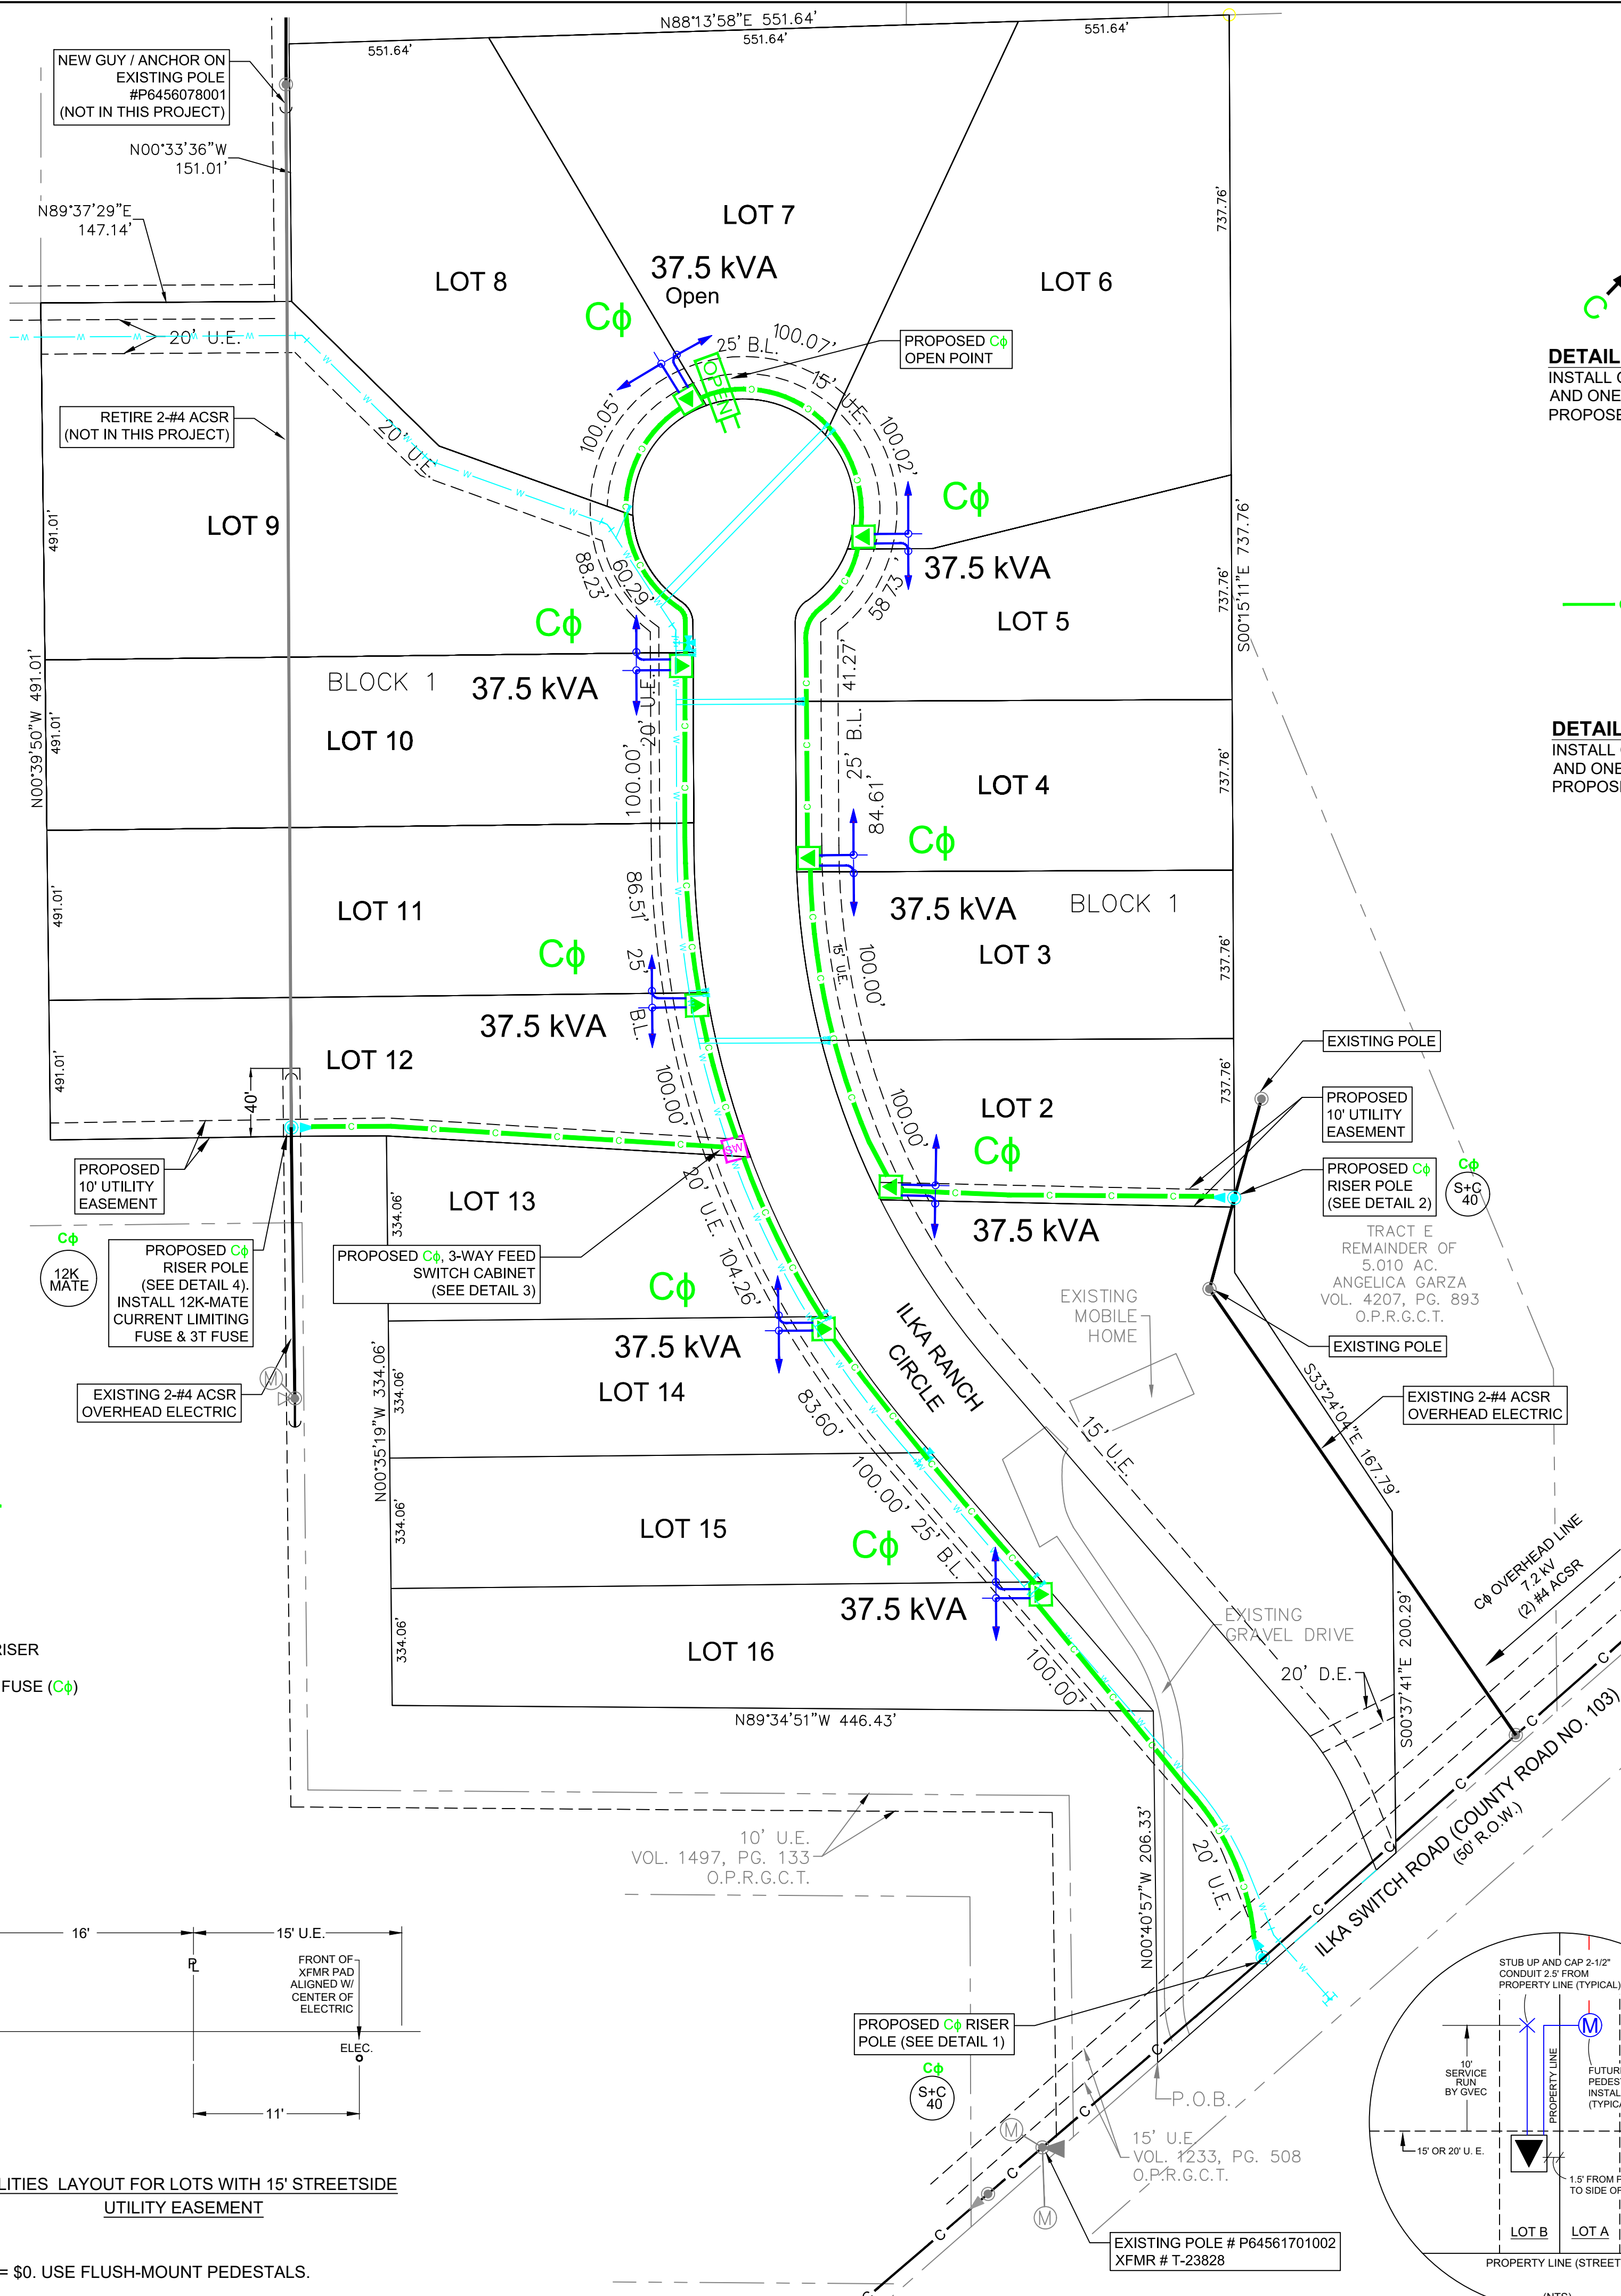 N88°13'58"E 551.64'
551.64'
551.64'
551.64'
NEW GUY / ANCHOR ON
EXISTING POLE
#P6456078001
(NOT IN THIS PROJECT)
N00°33'36"W
151.01'
N89°37'29"E
147.14'
LOT 7
37.5 kVA
Open
LOT 8
LOT 6
737.76'
Cϕ
25' B.L.
100.07'
PROPOSED Cϕ
OPEN POINT
OPEN
15' U.E.
100.05'
100.02'
20' U.E.
W
RETIRE 2-#4 ACSR
(NOT IN THIS PROJECT)
20' U.E.
C
DETAIL
INSTALL
AND ONE
PROPOSE
LOT 9
491.01'
Cϕ
37.5 kVA
S00°15'11"E 737.76'
737.76'
58.73'
LOT 5
88.23'
60.29'
Cϕ
37.5 kVA
BLOCK 1
N00°39'50"W 491.01'
491.01'
LOT 10
20' U.E.
100.00'
41.27'
25' B.L.
84.61'
LOT 4
737.76'
DETAIL
INSTALL
AND ONE
PROPOSE
Cϕ
37.5 kVA
BLOCK 1
LOT 11
491.01'
86.51'
25' B.L.
Cϕ
37.5 kVA
LOT 3
737.76'
15' U.E.
100.00'
LOT 12
491.01'
40'
100.00'
LOT 2
737.76'
100.00'
Cϕ
37.5 kVA
EXISTING POLE
PROPOSED
10' UTILITY
EASEMENT
PROPOSED Cϕ
RISER POLE
(SEE DETAIL 2)
Cϕ
S+C
40
TRACT E
REMAINDER OF
5.010 AC.
ANGELICA GARZA
VOL. 4207, PG. 893
O.P.R.G.C.T.
EXISTING POLE
SW
PROPOSED
10' UTILITY
EASEMENT
LOT 13
334.06'
20' U.E.
104.26'
Cϕ
12K
MATE
PROPOSED Cϕ
RISER POLE
(SEE DETAIL 4).
INSTALL 12K-MATE
CURRENT LIMITING
FUSE & 3T FUSE
PROPOSED Cϕ, 3-WAY FEED
SWITCH CABINET
(SEE DETAIL 3)
Cϕ
37.5 kVA
EXISTING
MOBILE
HOME
ILKA RANCH
CIRCLE
M
EXISTING 2-#4 ACSR
OVERHEAD ELECTRIC
N00°35'19"W 334.06'
334.06'
LOT 14
83.60'
15' U.E.
S33°24'04"E 167.79'
EXISTING 2-#4 ACSR
OVERHEAD ELECTRIC
334.06'
LOT 15
100.00'
25' B.L.
Cϕ
37.5 kVA
Cϕ OVERHEAD LINE
7.2 kV
(2) #4 ACSR
S00°37'41"E 200.29'
EXISTING
GRAVEL DRIVE
20' D.E.
334.06'
LOT 16
100.00'
N89°34'51"W 446.43'
RISER
FUSE (Cϕ)
10' U.E.
VOL. 1497, PG. 133
O.P.R.G.C.T.
N00°40'57"W 206.33'
20' U.E.
ILKA SWITCH ROAD (COUNTY ROAD NO. 103)
(50' R.O.W.)
16'
15' U.E.
PL
FRONT OF
XFMR PAD
ALIGNED W/
CENTER OF
ELECTRIC
ELEC.
11'
PROPOSED Cϕ RISER
POLE (SEE DETAIL 1)
Cϕ
S+C
40
P.O.B.
M
15' U.E.
VOL. 1233, PG. 508
O.P.R.G.C.T.
M
EXISTING POLE # P64561701002
XFMR # T-23828
LITIES LAYOUT FOR LOTS WITH 15' STREETSIDE
UTILITY EASEMENT
= $0. USE FLUSH-MOUNT PEDESTALS.
STUB UP AND CAP 2-1/2"
CONDUIT 2.5' FROM
PROPERTY LINE (TYPICAL)
M
10'
SERVICE
RUN
BY GVEC
PROPERTY LINE
FUTUR
PEDES
INSTAL
(TYPICA
15' OR 20' U. E.
1.5' FROM P
TO SIDE OF
LOT B
LOT A
PROPERTY LINE (STREET
(NTS)